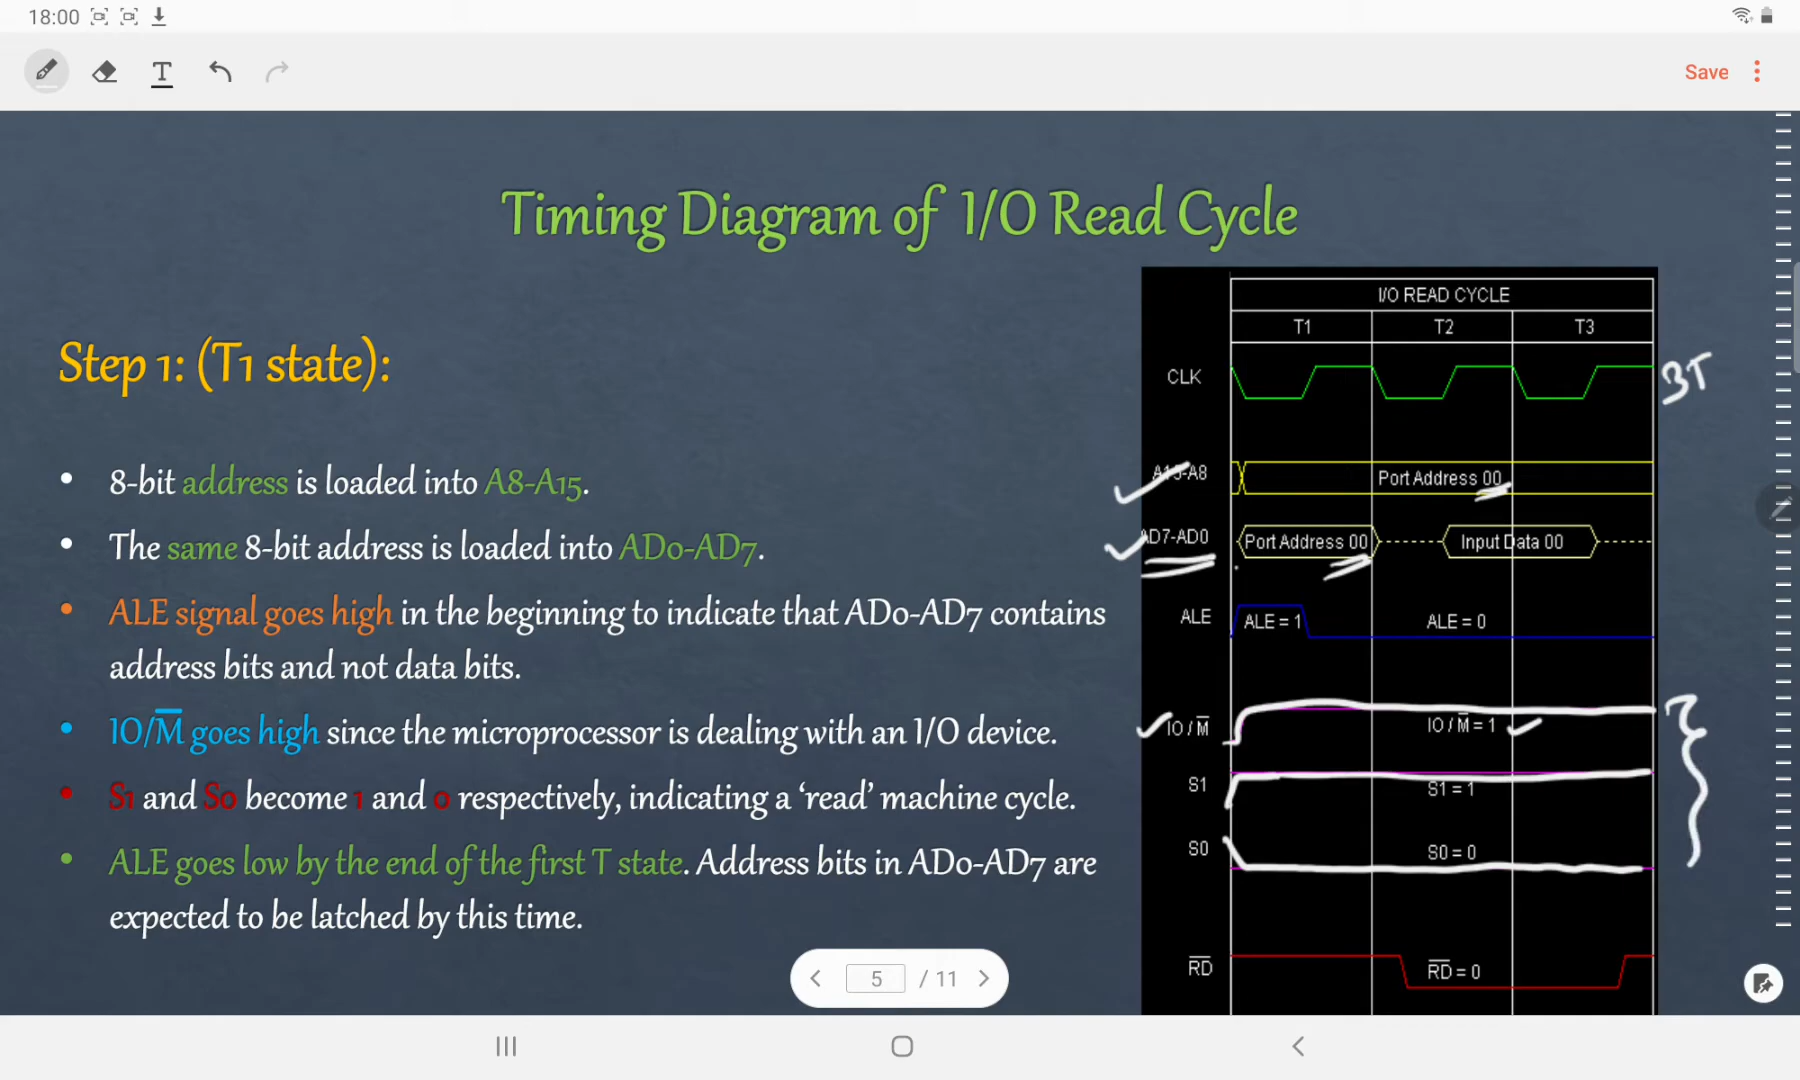 18:00
T
Save
Timing Diagram of I/O Read Cycle
Step 1: (T1 state):
• 8-bit address is loaded into A8-A15.
• The same 8-bit address is loaded into AD0-AD7.
• ALE signal goes high in the beginning to indicate that AD0-AD7 contains
address bits and not data bits.
• IO/M̅ goes high since the microprocessor is dealing with an I/O device.
• S1 and S0 become 1 and 0 respectively, indicating a ‘read’ machine cycle.
• ALE goes low by the end of the first T state. Address bits in AD0-AD7 are
expected to be latched by this time.
I/O READ CYCLE
T1 T2 T3
CLK
3T
A15-A8 Port Address 00
AD7-AD0 Port Address 00 Input Data 00
ALE ALE = 1 ALE = 0
IO / M̅ IO / M̅ = 1
S1 S1 = 1
S0 S0 = 0
R̅D̅ R̅D̅ = 0
5 / 11